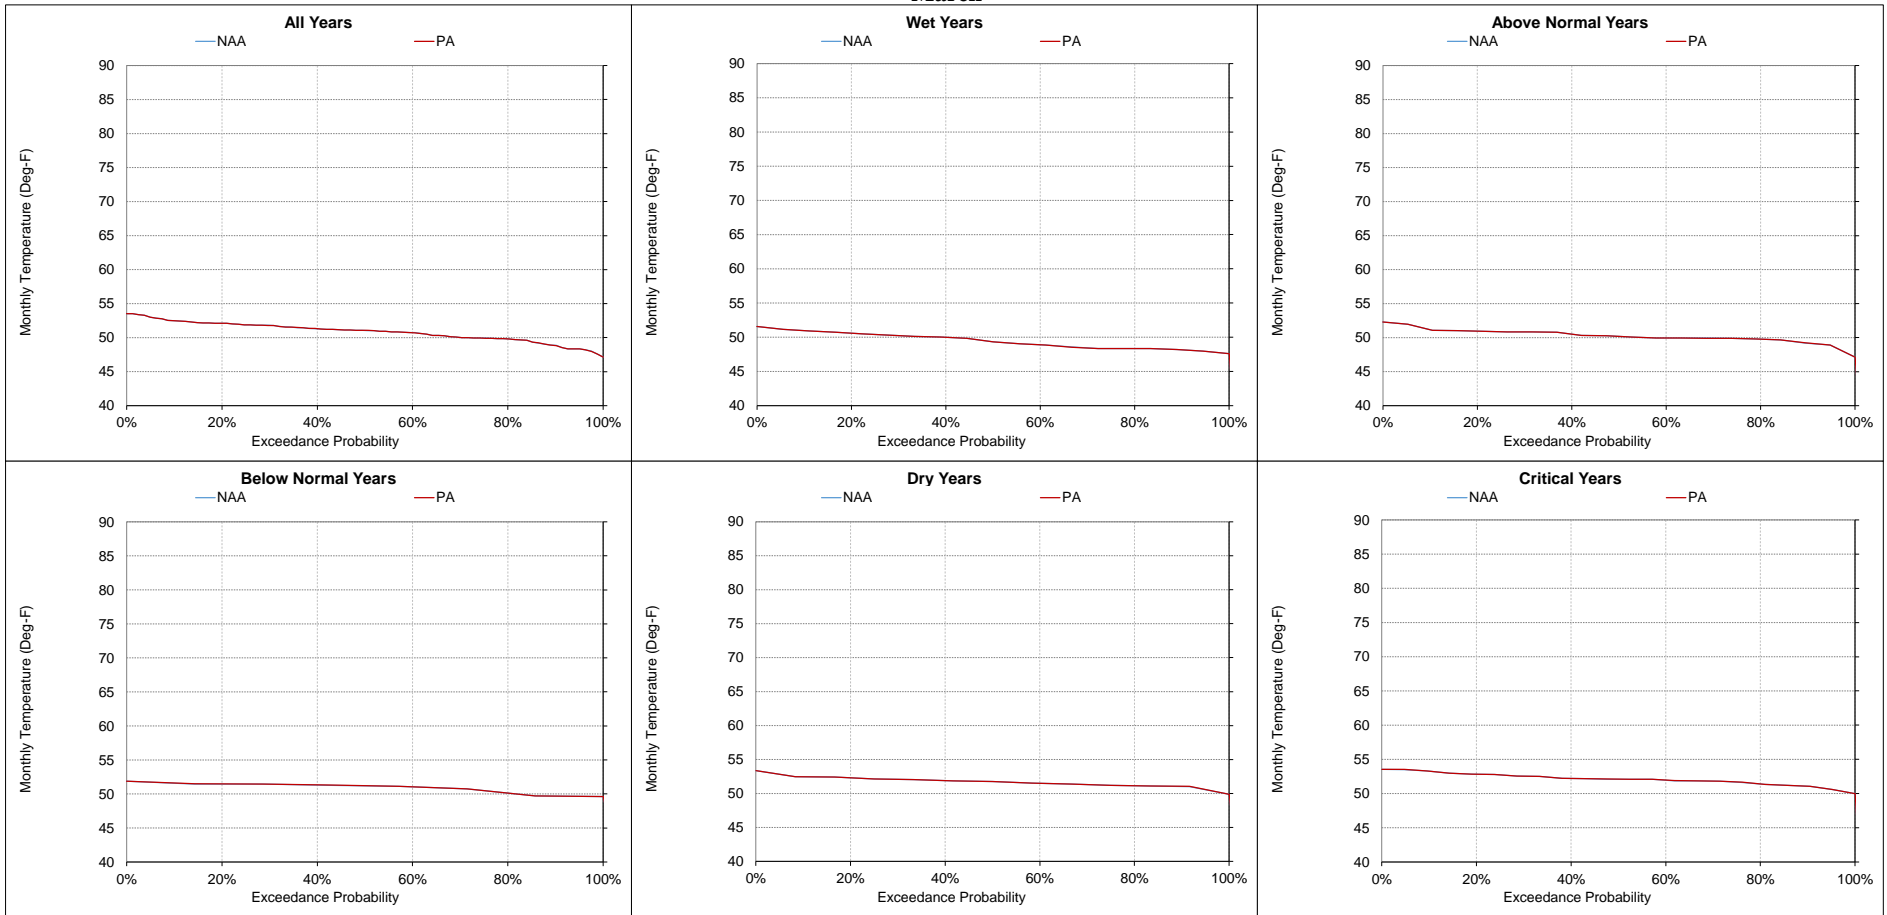 All Years
NAA PA
90
85
80
75
70
65
60
55
50
45
40
Monthly Temperature (Deg-F)
0% 20% 40% 60% 80% 100%
Exceedance Probability
Wet Years
NAA PA
90
85
80
75
70
65
60
55
50
45
40
Monthly Temperature (Deg-F)
0% 20% 40% 60% 80% 100%
Exceedance Probability
Above Normal Years
NAA PA
90
85
80
75
70
65
60
55
50
45
40
Monthly Temperature (Deg-F)
0% 20% 40% 60% 80% 100%
Exceedance Probability
Below Normal Years
NAA PA
90
85
80
75
70
65
60
55
50
45
40
Monthly Temperature (Deg-F)
0% 20% 40% 60% 80% 100%
Exceedance Probability
Dry Years
NAA PA
90
85
80
75
70
65
60
55
50
45
40
Monthly Temperature (Deg-F)
0% 20% 40% 60% 80% 100%
Exceedance Probability
Critical Years
NAA PA
90
85
80
75
70
65
60
55
50
45
40
Monthly Temperature (Deg-F)
0% 20% 40% 60% 80% 100%
Exceedance Probability